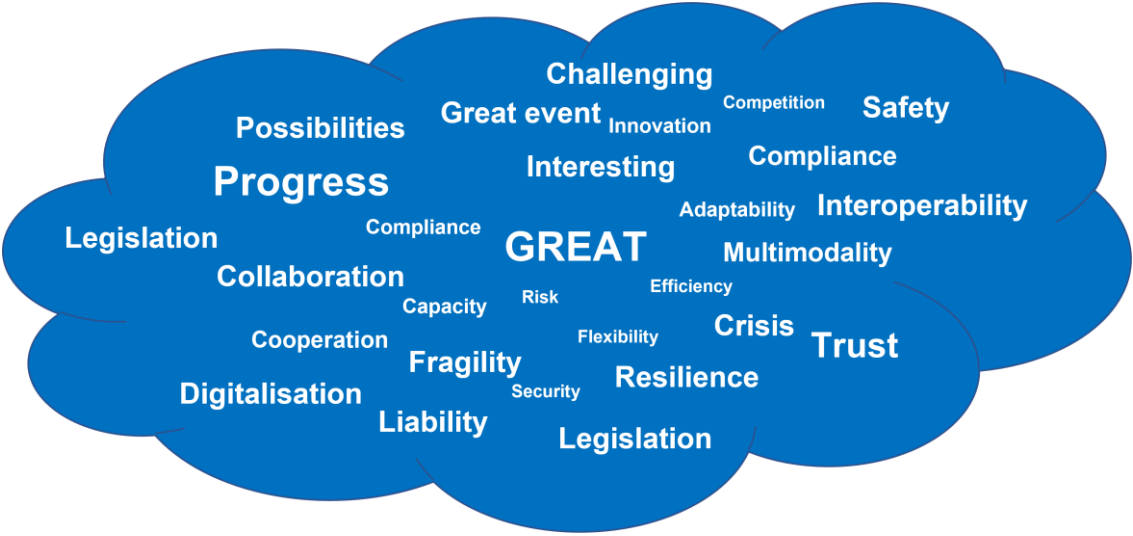 Challenging
Competition
Safety
Great event
Innovation
Possibilities
Interesting
Compliance
Progress
Adaptability
Interoperability
Compliance
Legislation
GREAT
Multimodality
Collaboration
Efficiency
Risk
Capacity
Crisis
Flexibility
Cooperation
Trust
Fragility
Resilience
Security
Digitalisation
Liability
Legislation